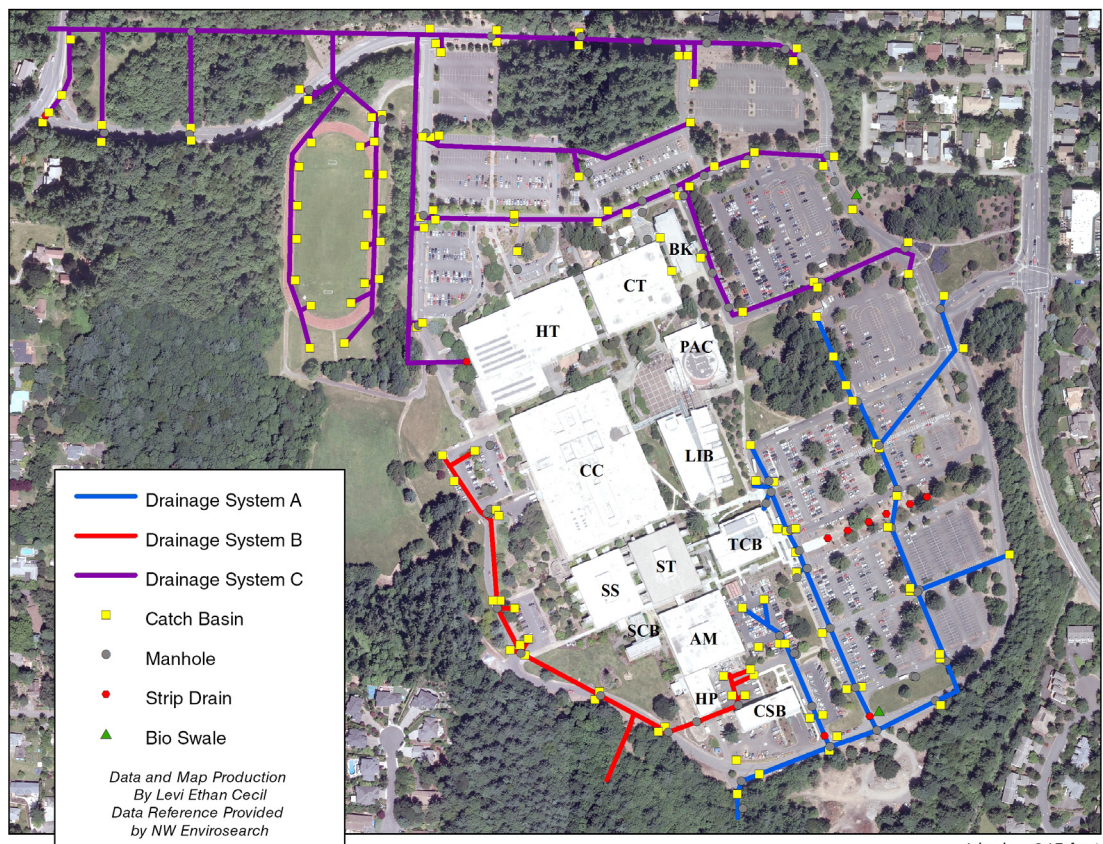 BK
CT
HT
PAC
CC
LIB
TCB
ST
SS
SCB
AM
HP
CSB
Drainage System A
Drainage System B
Drainage System C
Catch Basin
Manhole
Strip Drain
Bio Swale
Data and Map Production
By Levi Ethan Cecil
Data Reference Provided
by NW Envirosearch